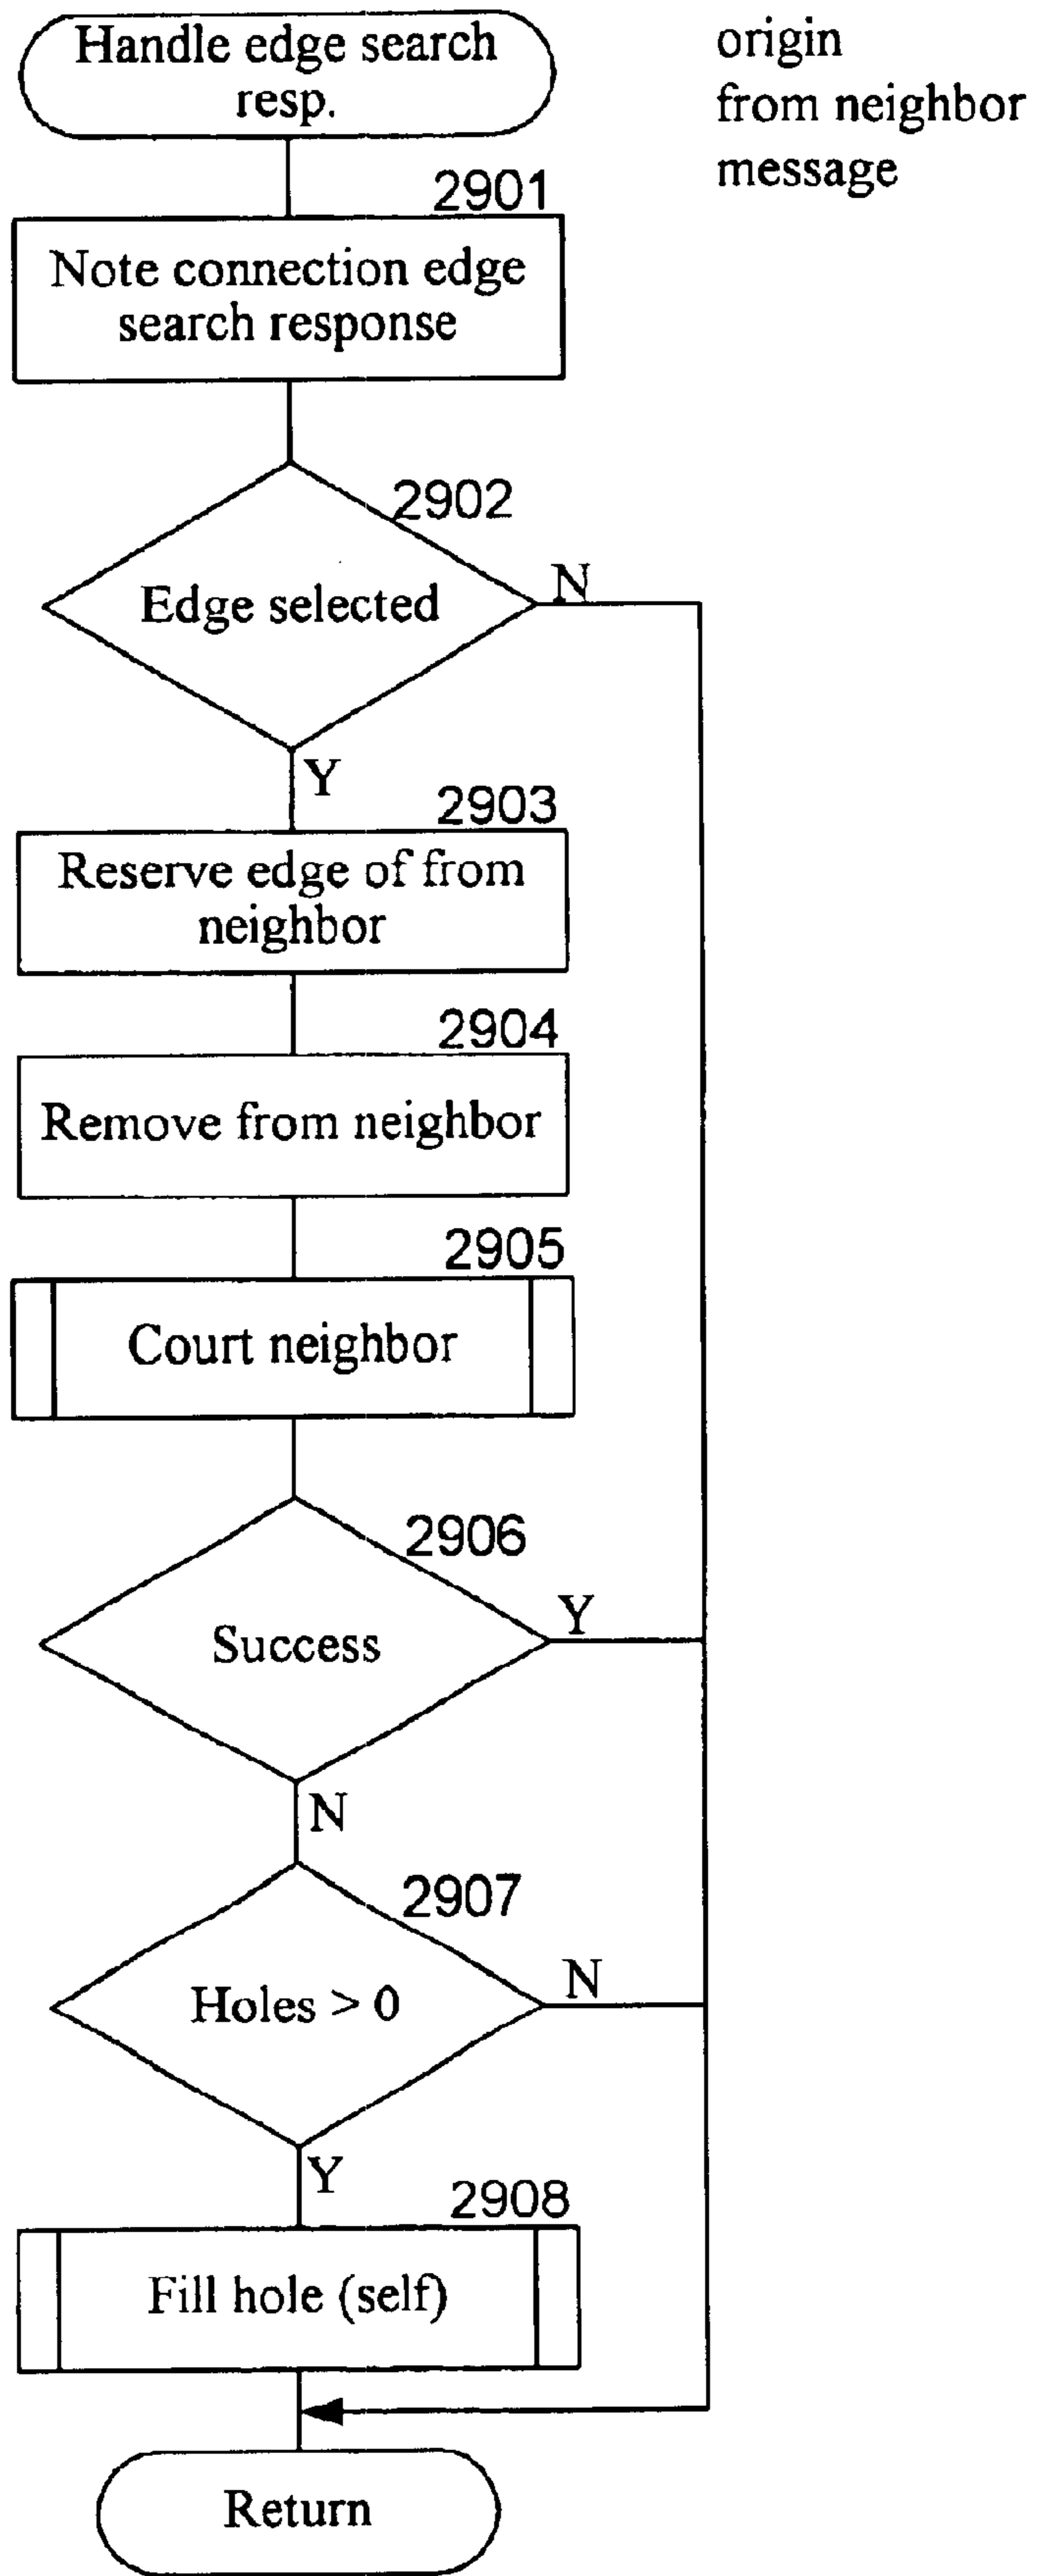 Handle edge search
resp.
origin
from neighbor
message
2901
Note connection edge
search response
2902
Edge selected
N
Y
2903
Reserve edge of from
neighbor
2904
Remove from neighbor
2905
Court neighbor
2906
Success
Y
N
2907
Holes > 0
N
Y
2908
Fill hole (self)
Return